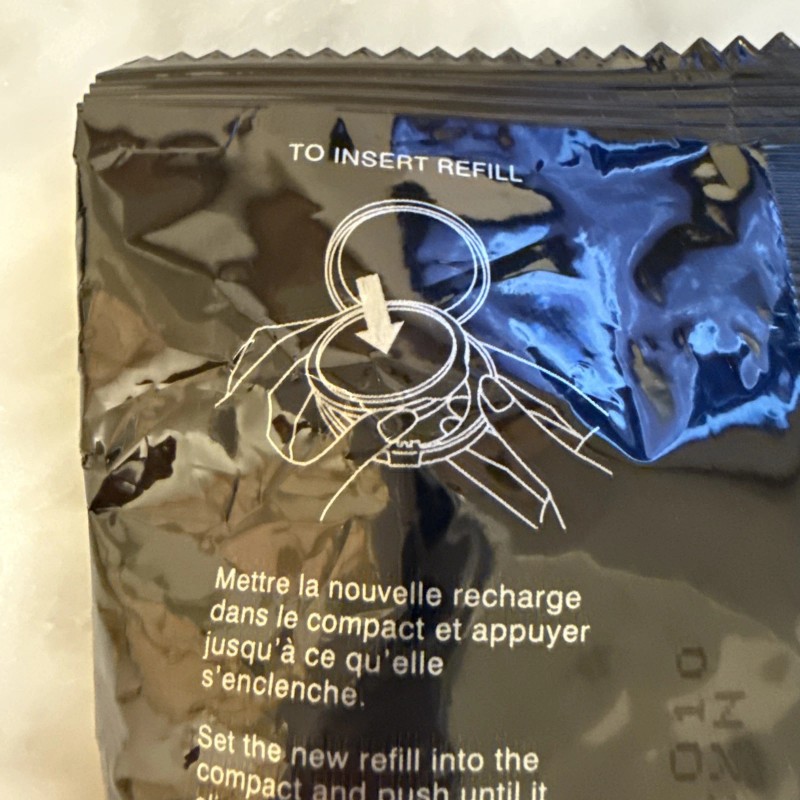 TO INSERT REFILL
Mettre la nouvelle recharge
dans le compact et appuyer
jusqu'à ce qu'elle
s'enclenche.
Set the new refill into the
compact and push until it
010